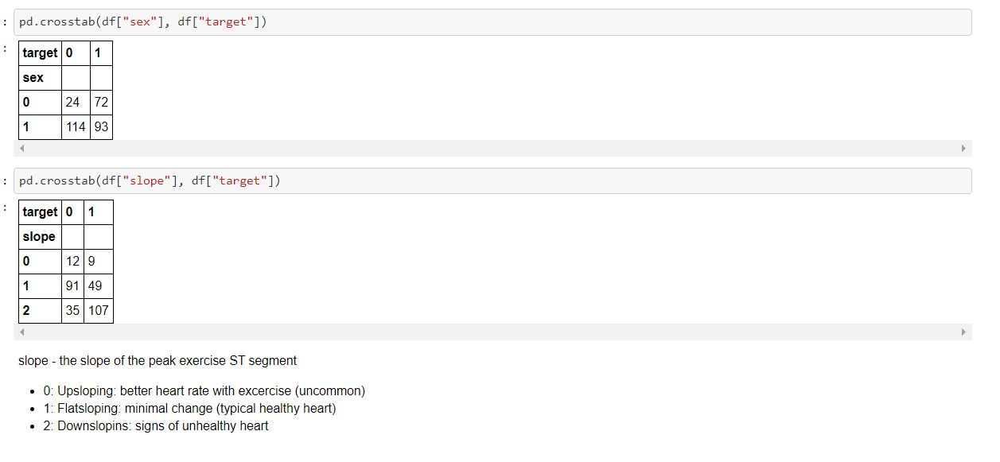 : pd.crosstab(df["sex"], df["target"])
:
target 0 1
sex
0 24 72
1 114 93
: pd.crosstab(df["slope"], df["target"])
:
target 0 1
slope
0 12 9
1 91 49
2 35 107
slope - the slope of the peak exercise ST segment
• 0: Upsloping: better heart rate with excercise (uncommon)
• 1: Flatsloping: minimal change (typical healthy heart)
• 2: Downslopins: signs of unhealthy heart